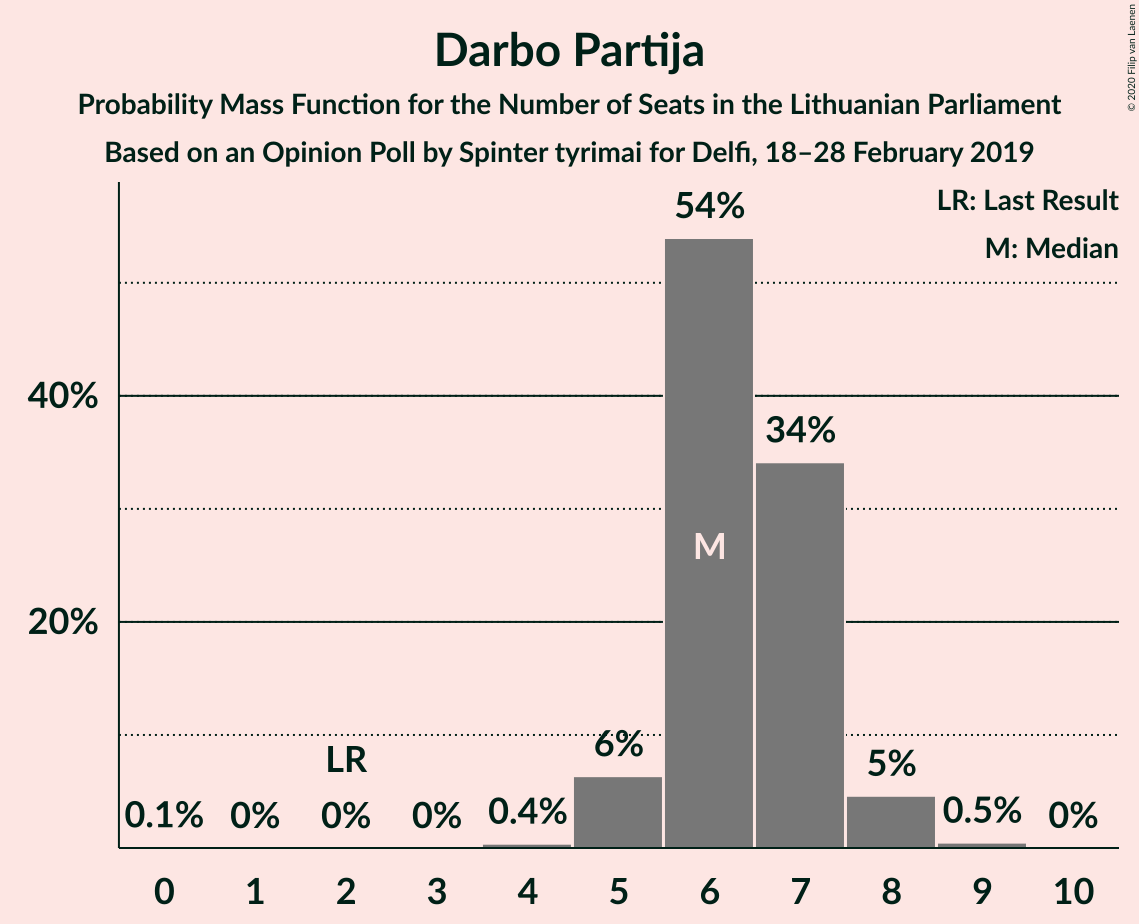 Darbo Partija
Probability Mass Function for the Number of Seats in the Lithuanian Parliament
Based on an Opinion Poll by Spinter tyrimai for Delfi, 18–28 February 2019
© 2020 Filip van Laenen
LR: Last Result
M: Median
54%
40%
34%
M
20%
6%
LR
5%
0.1% 0% 0% 0% 0.4% 0.5% 0%
0 1 2 3 4 5 6 7 8 9 10